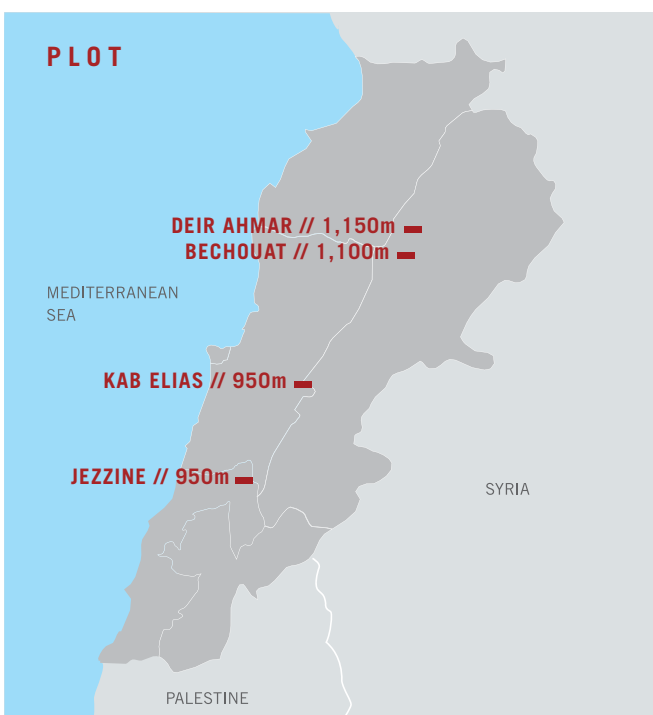 PLOT
DEIR AHMAR // 1,150m
BECHOUAT // 1,100m
MEDITERRANEAN
SEA
KAB ELIAS // 950m
JEZZINE // 950m
SYRIA
PALESTINE